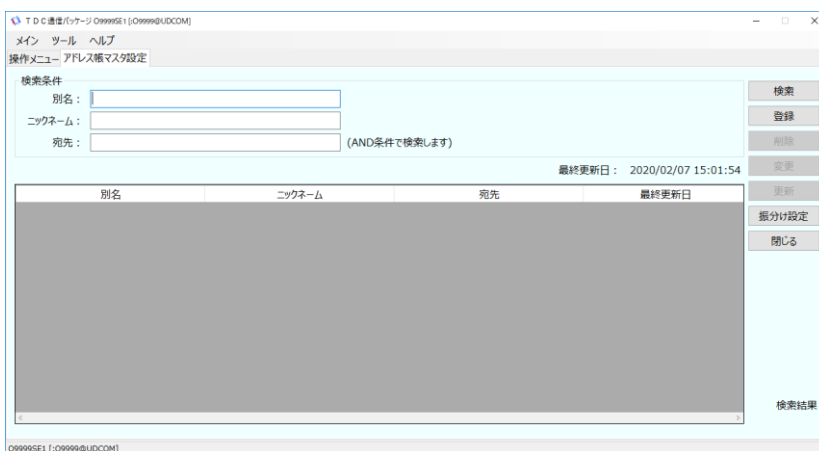 TDC通信パッケージ O9999SE1 [:O9999@UDCOM]
メイン ツール ヘルプ
操作メニュー アドレス帳マスタ設定
検索条件
別名：
ニックネーム：
宛先： (AND条件で検索します)
検索
登録
削除
変更
更新
振分け設定
閉じる
最終更新日： 2020/02/07 15:01:54
別名 ニックネーム 宛先 最終更新日
検索結果
O9999SE1 [:O9999@UDCOM]